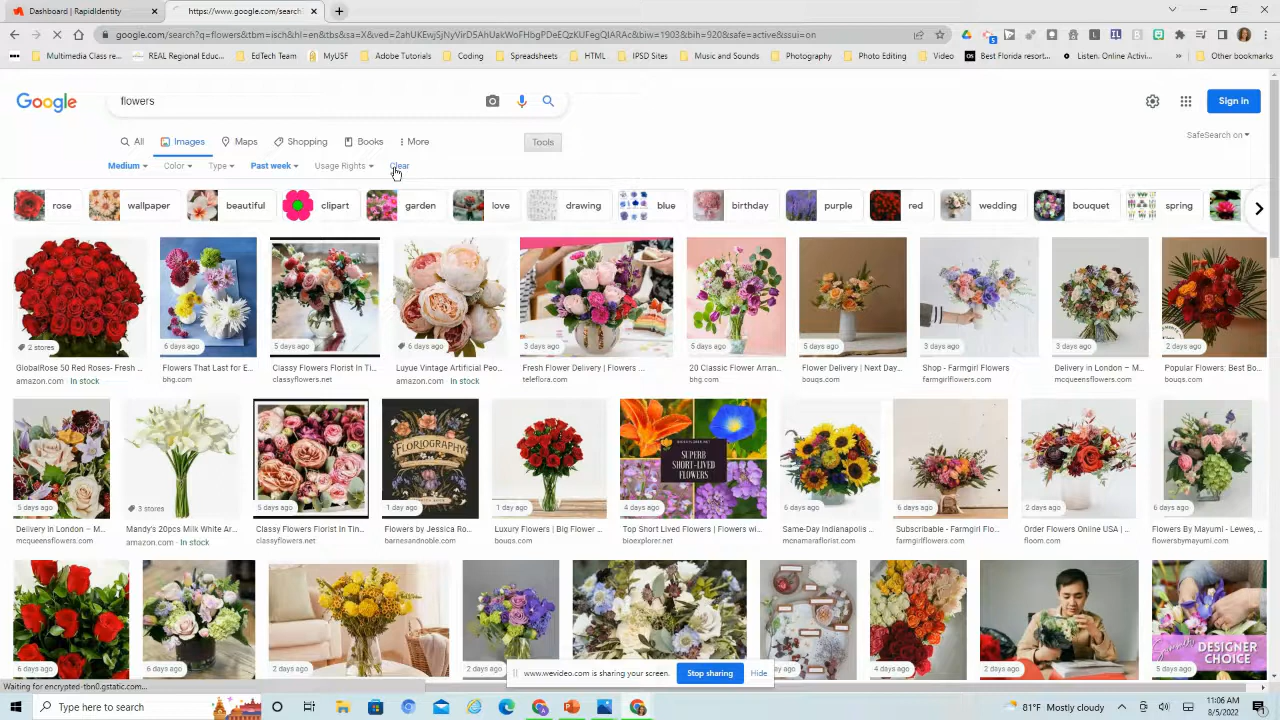 Dashboard | RapidIdentity
https://www.google.com/search
google.com/search?q=flowers&tbm=isch&hl=en&tbs&sa=X&ved=2ahUKEwjSjNyVirD5AhUakWoFHbgPDeEQzKUFegQIARAc&biw=1903&bih=920&safe=active&ssui=on
Multimedia Class re...
REAL Regional Educ...
EdTech Team
MyUSF
Adobe Tutorials
Coding
Spreadsheets
HTML
IPSD Sites
Sounds and Music
Photography
Photo Editing
Video
Best Florida resort...
Listen: Online Activi...
Other bookmarks
Google
flowers
Sign in
All
Images
Maps
Shopping
Books
More
Tools
SafeSearch on
Medium
Color
Type
Past week
Usage Rights
Clear
rose
wallpaper
beautiful
clipart
garden
love
drawing
blue
birthday
purple
red
wedding
bouquet
spring
2 stores
6 days ago
5 days ago
6 days ago
3 days ago
5 days ago
5 days ago
3 days ago
3 days ago
2 days ago
GlobalRose 50 Red Roses- Fresh ...
Flowers That Last for E...
Classy Flowers Florist In Ti...
Luyue Vintage Artificial Peo...
Fresh Flower Delivery | Flowers ...
20 Classic Flower Arran...
Flower Delivery | Next Day...
Shop - Farmgirl Flowers
Delivery in London – M...
Popular Flowers: Best Bo...
amazon.com · In stock
bhg.com
classyflowers.net
amazon.com · In stock
teleflora.com
bhg.com
bouqs.com
farmgirlflowers.com
mcqueensflowers.com
bouqs.com
FLORIOGRAPHY
SUPERB
SHORT-LIVED
FLOWERS
5 days ago
3 stores
5 days ago
1 day ago
1 day ago
4 days ago
6 days ago
2 days ago
2 days ago
6 days ago
Delivery in London – M...
Mandy's 20pcs Milk White Ar...
Classy Flowers Florist In Tin...
Flowers by Jessica Ro...
Luxury Flowers | Big Flower ...
Top Short Lived Flowers | Flowers wi...
Same-Day Indianapolis ...
Subscribable - Farmgirl Flo...
Order Flowers Online USA | ...
Flowers By Mayumi - Lewes, ...
mcqueensflowers.com
amazon.com · In stock
classyflowers.net
barnesandnoble.com
bouqs.com
bioexplorer.net
mcnamaraflorist.com
farmgirlflowers.com
floom.com
flowersbymayumi.com
DESIGNER
CHOICE
6 days ago
6 days ago
2 days ago
2 days ago
day ago
4 days ago
2 days ago
5 days ago
www.wevideo.com is sharing your screen.
Stop sharing
Hide
Waiting for encrypted-tbn0.gstatic.com...
Type here to search
81°F Mostly cloudy
11:06 AM
8/5/2022